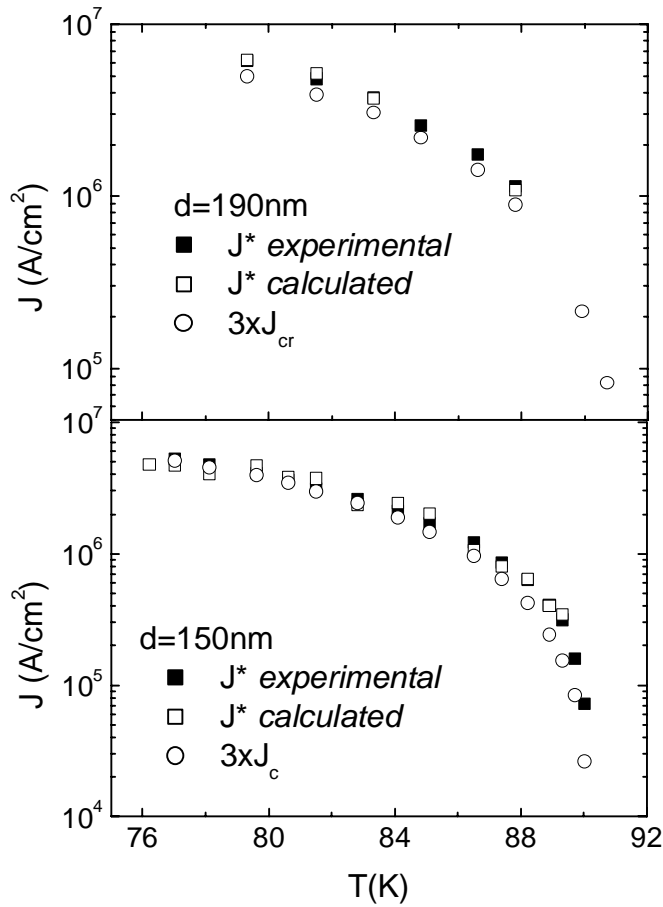 10^7
10^6
10^5
J (A/cm^2)
d=190nm
J* experimental
J* calculated
3xJ_cr
10^7
10^6
10^5
10^4
J (A/cm^2)
d=150nm
J* experimental
J* calculated
3xJ_c
76 80 84 88 92
T(K)